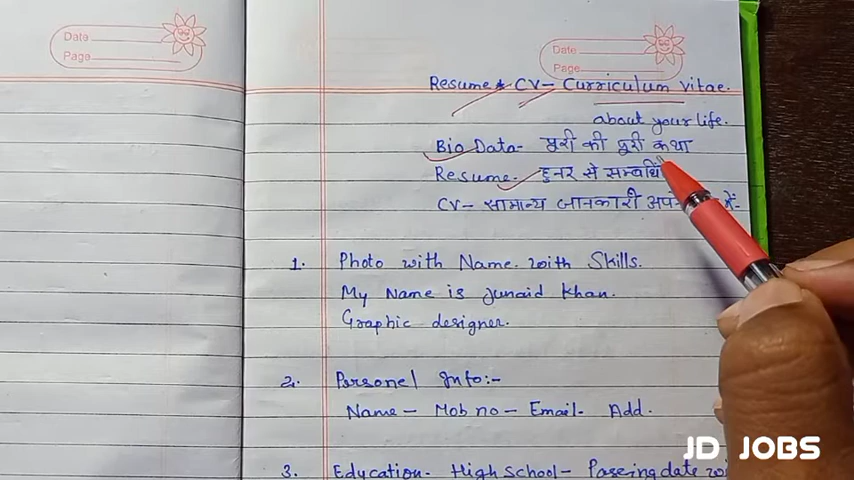 Date
Page
Date
Page
Resume & CV- Curriculum vitae.
about your life.
Bio Data- पूरी की पूरी कथा
Resume- हुनर से सम्बंधित
CV- सामान्य जानकारी में-
1. Photo with Name. with Skills.
My Name is Junaid Khan.
Graphic designer.
2. Personel Info:-
Name- Mob no- Email- Add.
3. Education- High School- Passing date
JD JOBS